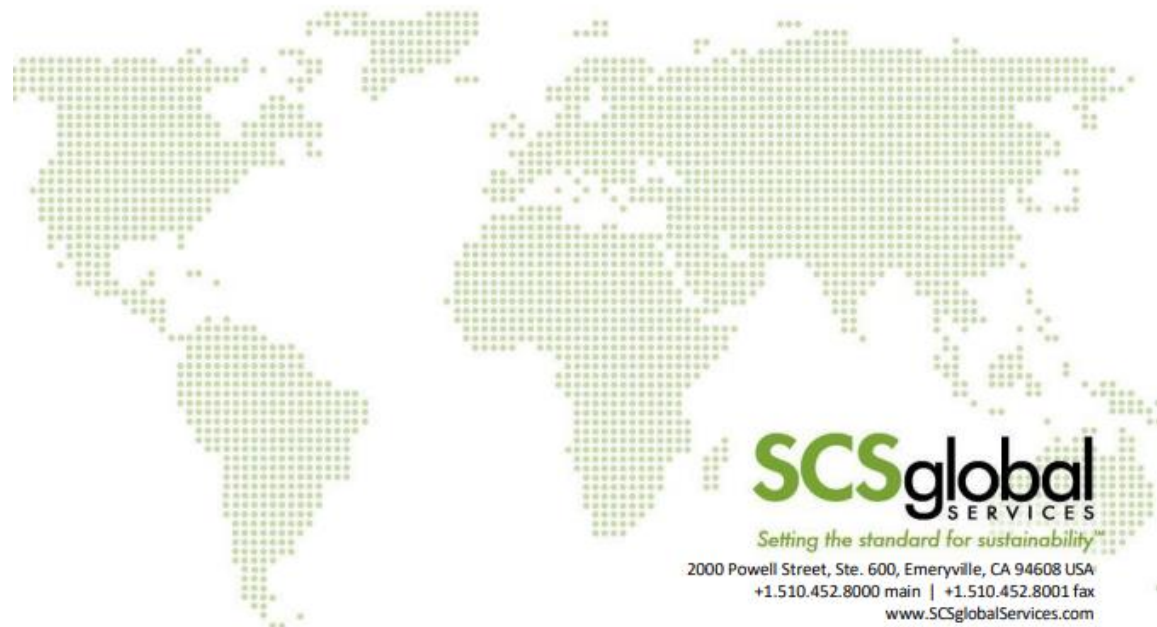 SCSglobal
SERVICES
Setting the standard for sustainability™
2000 Powell Street, Ste. 600, Emeryville, CA 94608 USA
+1.510.452.8000 main | +1.510.452.8001 fax
www.SCSglobalServices.com